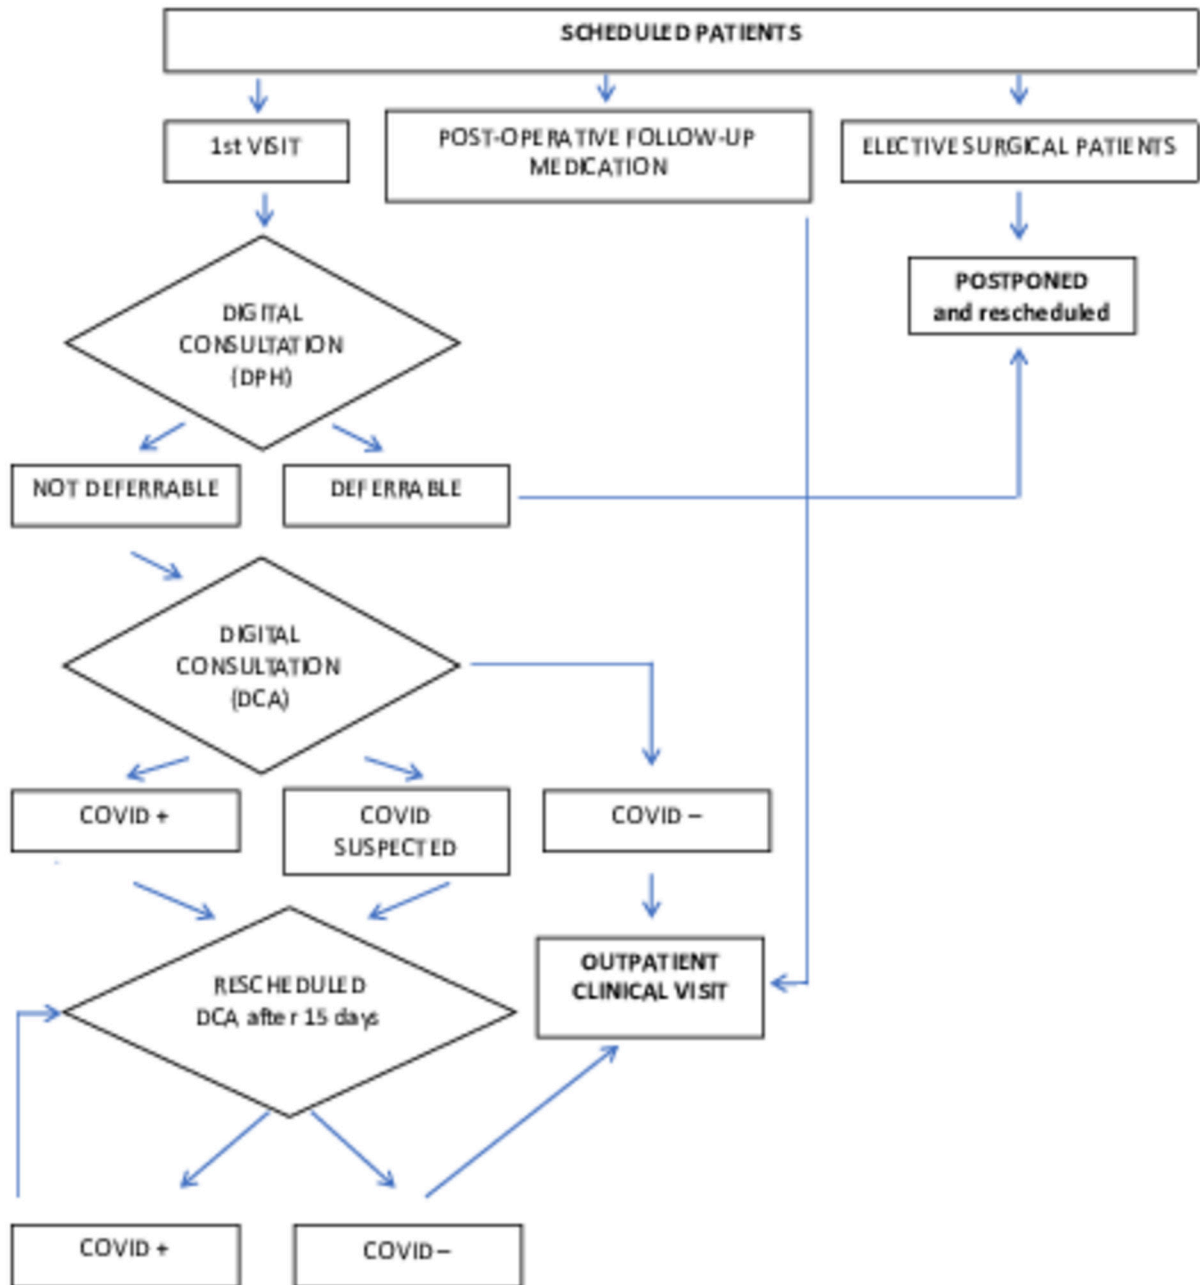 SCHEDULED PATIENTS
1st VISIT
POST-OPERATIVE FOLLOW-UP
MEDICATION
ELECTIVE SURGICAL PATIENTS
POSTPONED
and rescheduled
DIGITAL
CONSULTATION
(DPH)
NOT DEFERRABLE
DEFERRABLE
DIGITAL
CONSULTATION
(DCA)
COVID +
COVID
SUSPECTED
COVID –
RESCHEDULED
DCA after 15 days
OUTPATIENT
CLINICAL VISIT
COVID +
COVID –